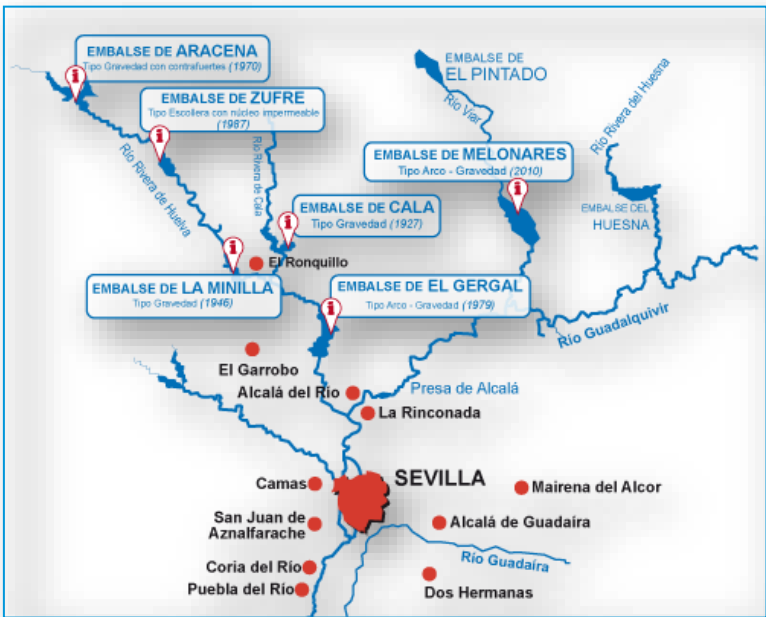 EMBALSE DE ARACENA
Tipo Gravedad con contrafuertes (1970)
EMBALSE DE
EL PINTADO
EMBALSE DE ZUFRE
Tipo Escollera con núcleo impermeable
(1987)
Río Viar
Río Rivera del Huesna
Río Rivera de Huelva
Río Rivera de Cala
EMBALSE DE MELONARES
Tipo Arco - Gravedad (2010)
EMBALSE DE CALA
Tipo Gravedad (1927)
EMBALSE DEL
HUESNA
El Ronquillo
EMBALSE DE LA MINILLA
Tipo Gravedad (1946)
EMBALSE DE EL GERGAL
Tipo Arco - Gravedad (1979)
Río Guadalquivir
El Garrobo
Alcalá del Río
Presa de Alcalá
La Rinconada
SEVILLA
Camas
Mairena del Alcor
San Juan de
Aznalfarache
Alcalá de Guadaíra
Río Guadaíra
Coria del Río
Puebla del Río
Dos Hermanas